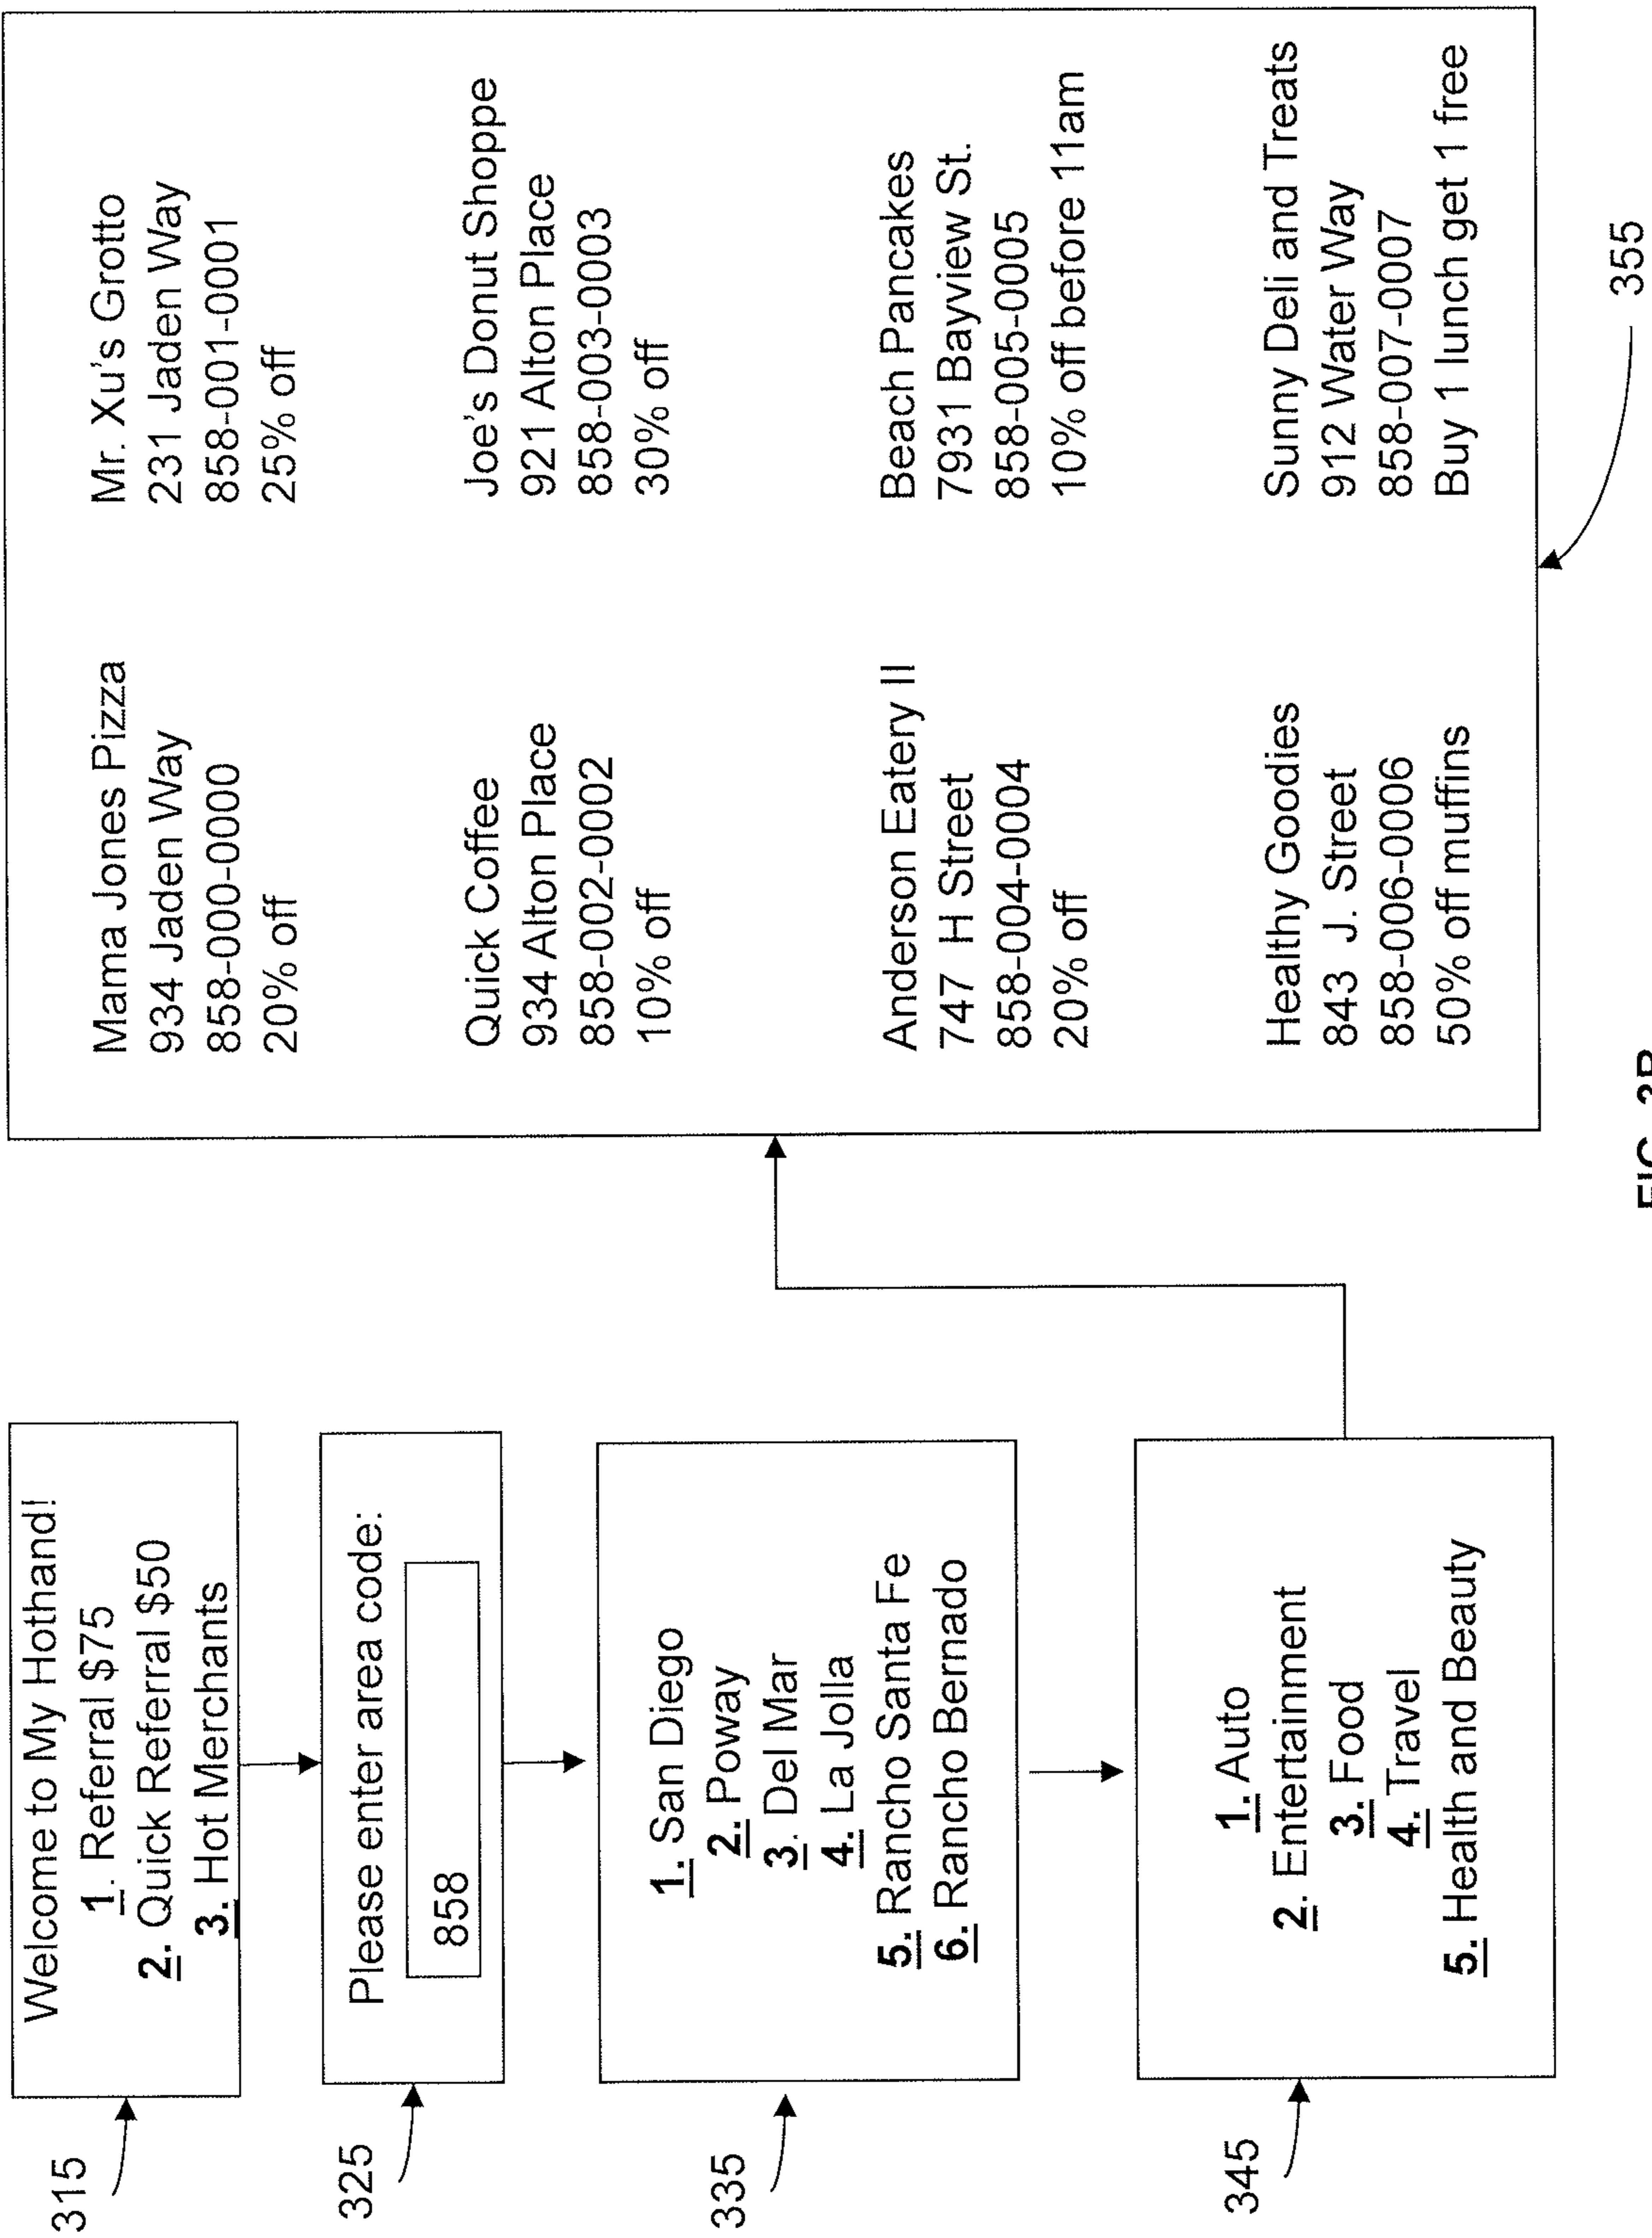 315
Welcome to My Hothand!
1. Referral $75
2. Quick Referral $50
3. Hot Merchants
325
Please enter area code:
858
335
1. San Diego
2. Poway
3. Del Mar
4. La Jolla
5. Rancho Santa Fe
6. Rancho Bernado
345
1. Auto
2. Entertainment
3. Food
4. Travel
5. Health and Beauty
Mama Jones Pizza
934 Jaden Way
858-000-0000
20% off
Mr. Xu's Grotto
231 Jaden Way
858-001-0001
25% off
Quick Coffee
934 Alton Place
858-002-0002
10% off
Joe's Donut Shoppe
921 Alton Place
858-003-0003
30% off
Anderson Eatery III
747 H Street
858-004-0004
20% off
Beach Pancakes
7931 Bayview St.
858-005-0005
10% off before 11am
Healthy Goodies
843 J. Street
858-006-0006
50% off muffins
Sunny Deli and Treats
912 Water Way
858-007-0007
Buy 1 lunch get 1 free
355